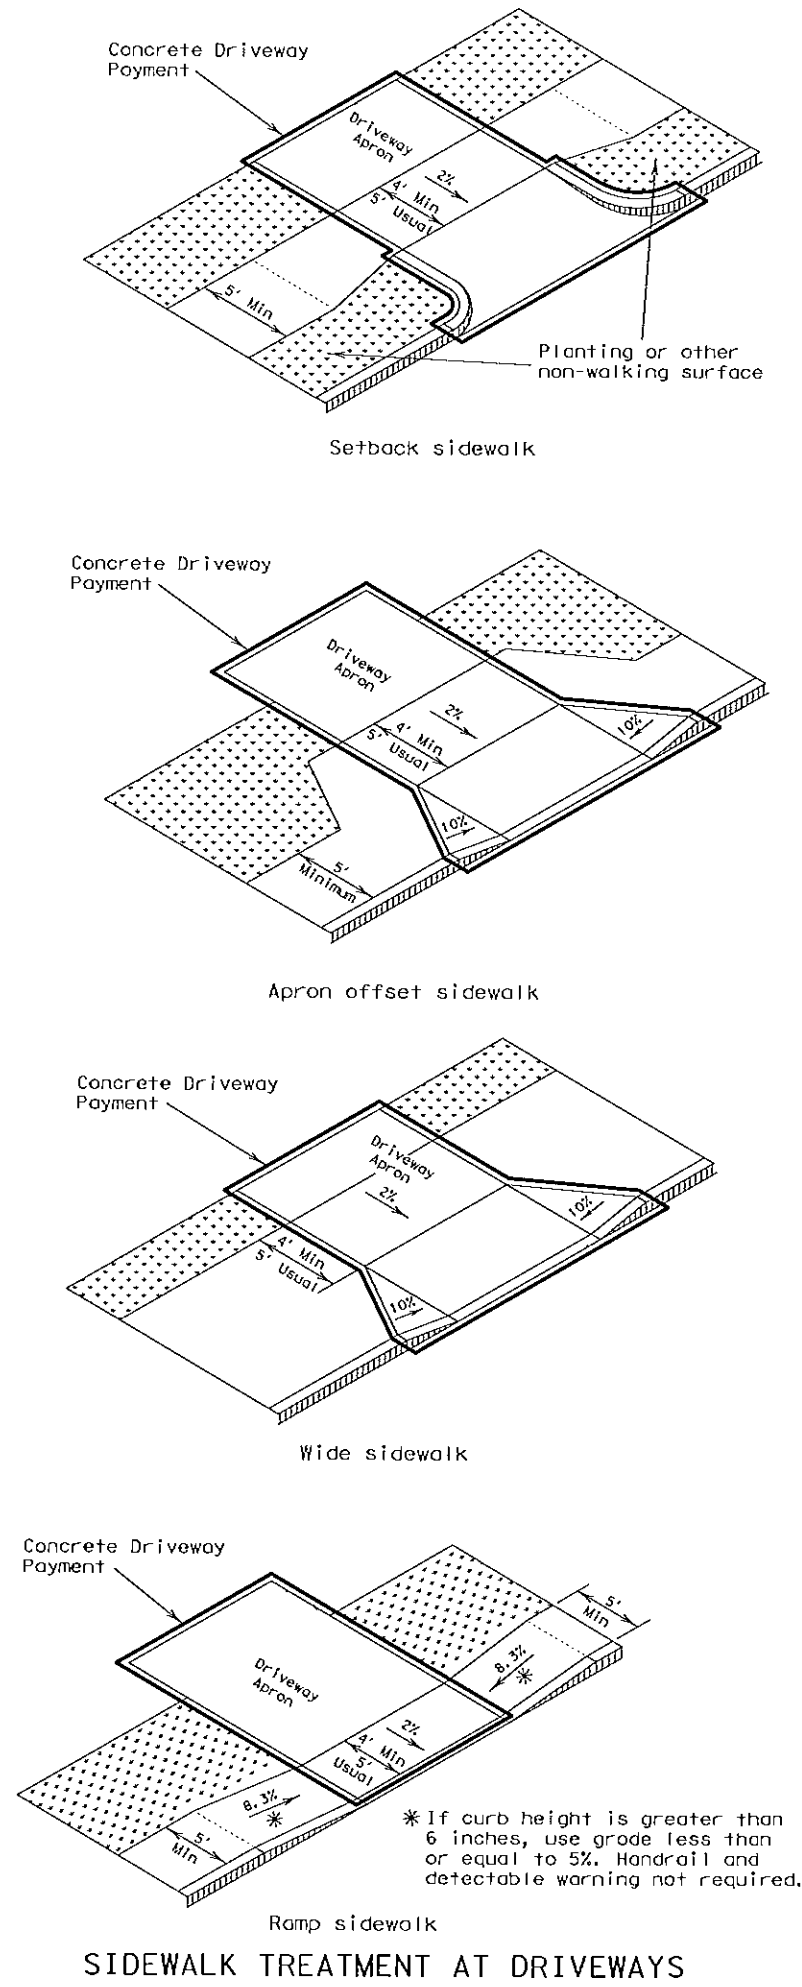 Concrete Driveway
Payment
Driveway
Apron
2%
4' Min
5' Usual
5' Min
Planting or other
non-walking surface
Setback sidewalk
Concrete Driveway
Payment
Driveway
Apron
2%
4' Min
5' Usual
10%
10%
5'
Minimum
Apron offset sidewalk
Concrete Driveway
Payment
Driveway
Apron
2%
4' Min
5' Usual
10%
10%
Wide sidewalk
Concrete Driveway
Payment
5'
Min
8.3%
*
Driveway
Apron
2%
4' Min
5'
Usual
8.3%
*
5'
Min
* If curb height is greater than
6 inches, use grade less than
or equal to 5%. Handrail and
detectable warning not required.
Ramp sidewalk
SIDEWALK TREATMENT AT DRIVEWAYS